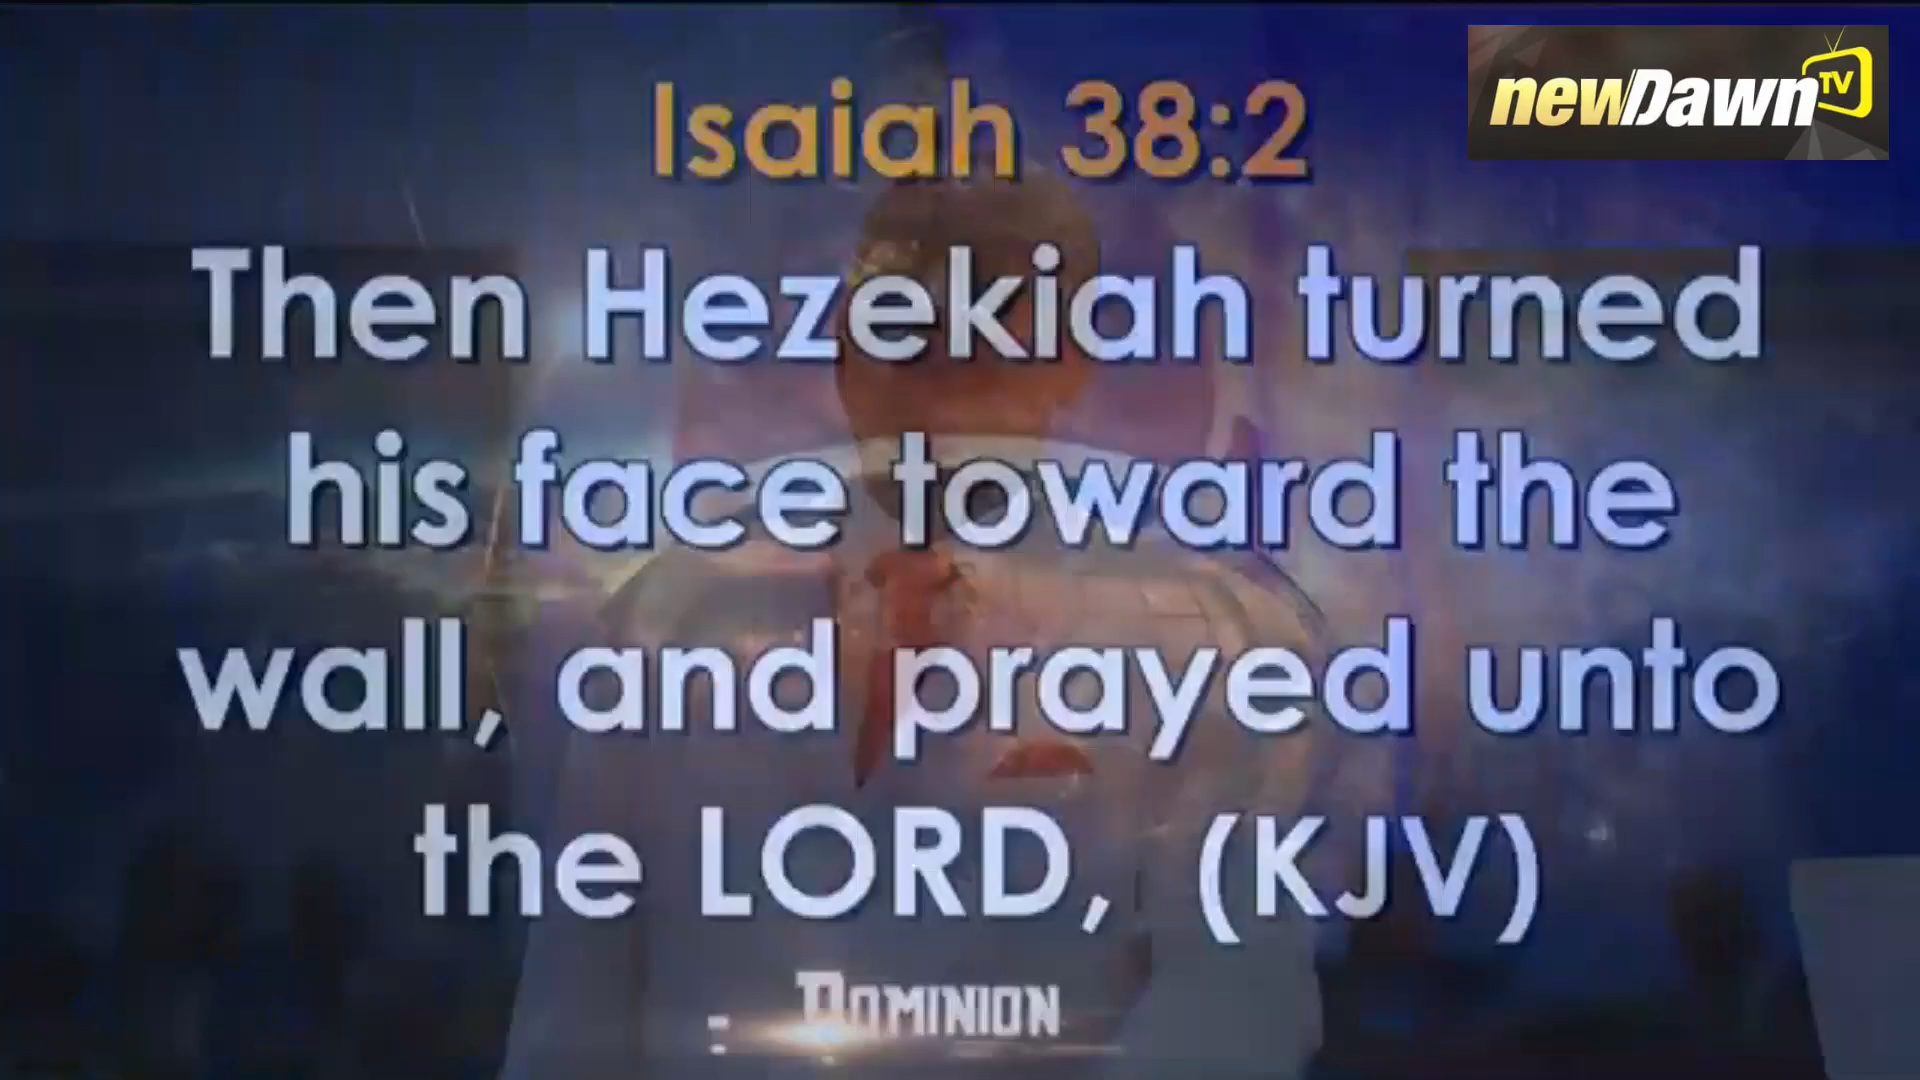 newDawn TV
Isaiah 38:2
Then Hezekiah turned
his face toward the
wall, and prayed unto
the LORD, (KJV)
DOMINION